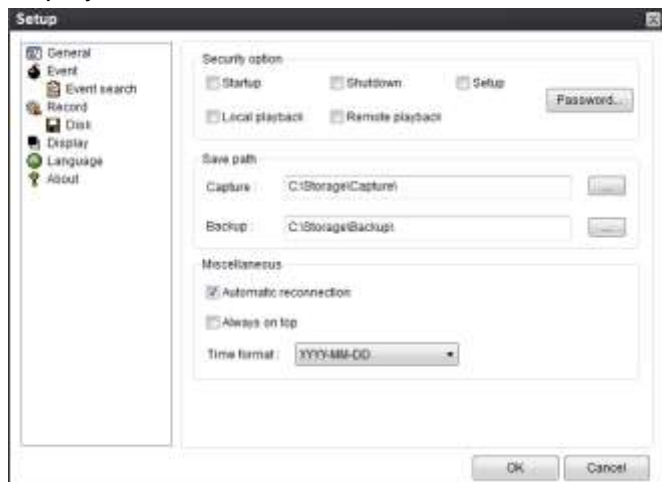 Setup
General
Event
Event search
Record
Disk
Display
Language
About
Security option
Startup Shutdown Setup
Password...
Local playback Remote playback
Save path
Capture : C:\Storage\Capture\ ...
Backup : C:\Storage\Backup\ ...
Miscellaneous
Automatic reconnection
Always on top
Time format : YYYY-MM-DD
OK Cancel